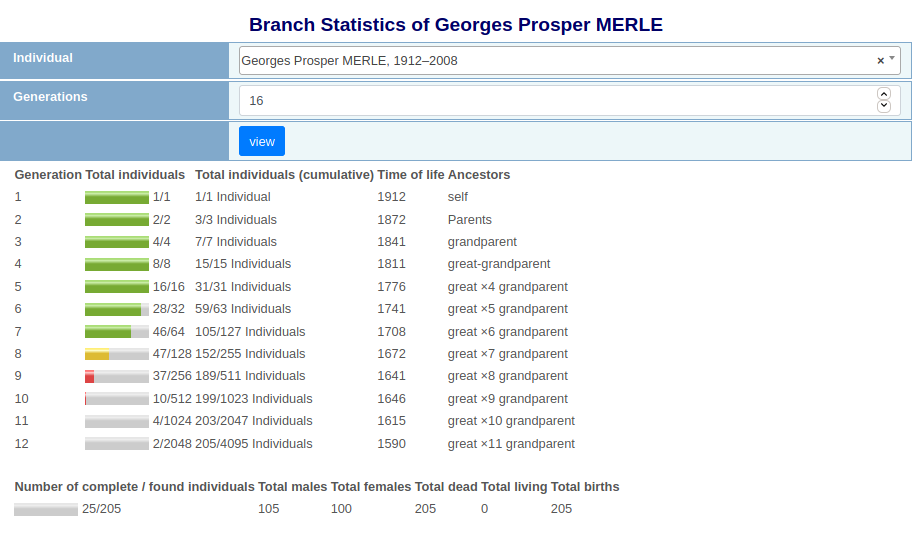 Branch Statistics of Georges Prosper MERLE
Individual
Georges Prosper MERLE, 1912–2008 ×
Generations
16
view
Generation Total individuals Total individuals (cumulative) Time of life Ancestors
1 1/1 1/1 Individual 1912 self
2 2/2 3/3 Individuals 1872 Parents
3 4/4 7/7 Individuals 1841 grandparent
4 8/8 15/15 Individuals 1811 great-grandparent
5 16/16 31/31 Individuals 1776 great ×4 grandparent
6 28/32 59/63 Individuals 1741 great ×5 grandparent
7 46/64 105/127 Individuals 1708 great ×6 grandparent
8 47/128 152/255 Individuals 1672 great ×7 grandparent
9 37/256 189/511 Individuals 1641 great ×8 grandparent
10 10/512 199/1023 Individuals 1646 great ×9 grandparent
11 4/1024 203/2047 Individuals 1615 great ×10 grandparent
12 2/2048 205/4095 Individuals 1590 great ×11 grandparent
Number of complete / found individuals Total males Total females Total dead Total living Total births
25/205 105 100 205 0 205